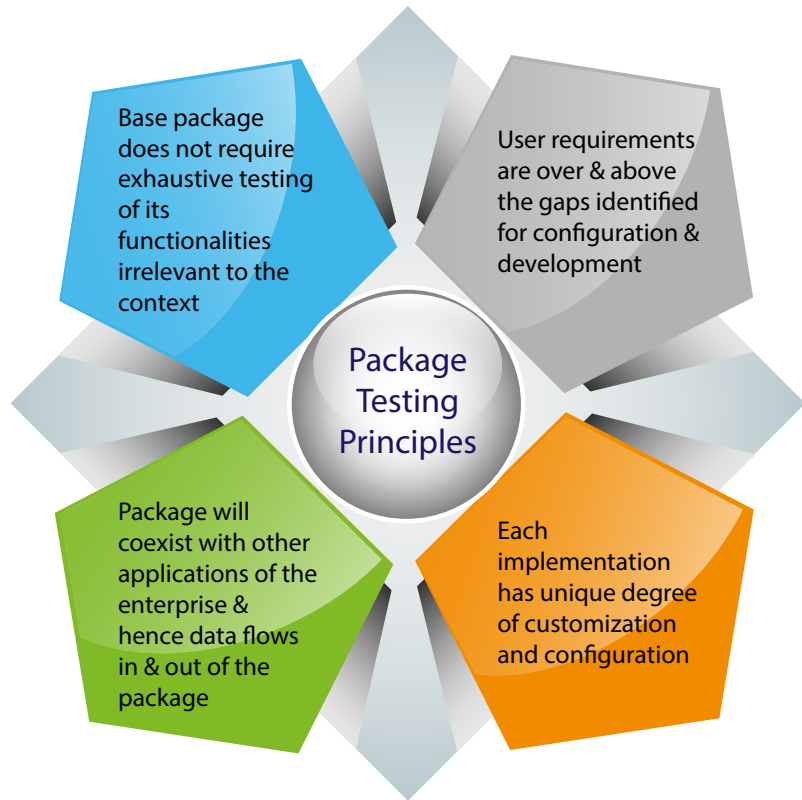 Base package
does not require
exhaustive testing
of its
functionalities
irrelevant to the
context
User requirements
are over & above
the gaps identified
for configuration &
development
Package
Testing
Principles
Package will
coexist with other
applications of the
enterprise &
hence data flows
in & out of the
package
Each
implementation
has unique degree
of customization
and configuration